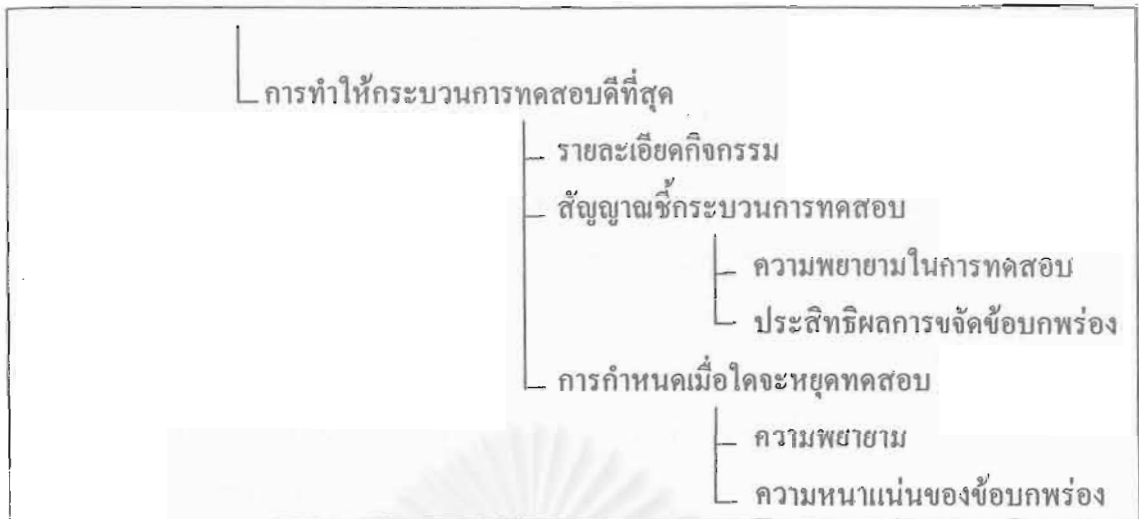 การทำให้กระบวนการทดสอบดีที่สุด
รายละเอียดกิจกรรม
สัญญาณชี้กระบวนการทดสอบ
ความพยายามในการทดสอบ
ประสิทธิผลการขจัดข้อบกพร่อง
การกำหนดเมื่อใดจะหยุดทดสอบ
ความพยายาม
ความหนาแน่นของข้อบกพร่อง